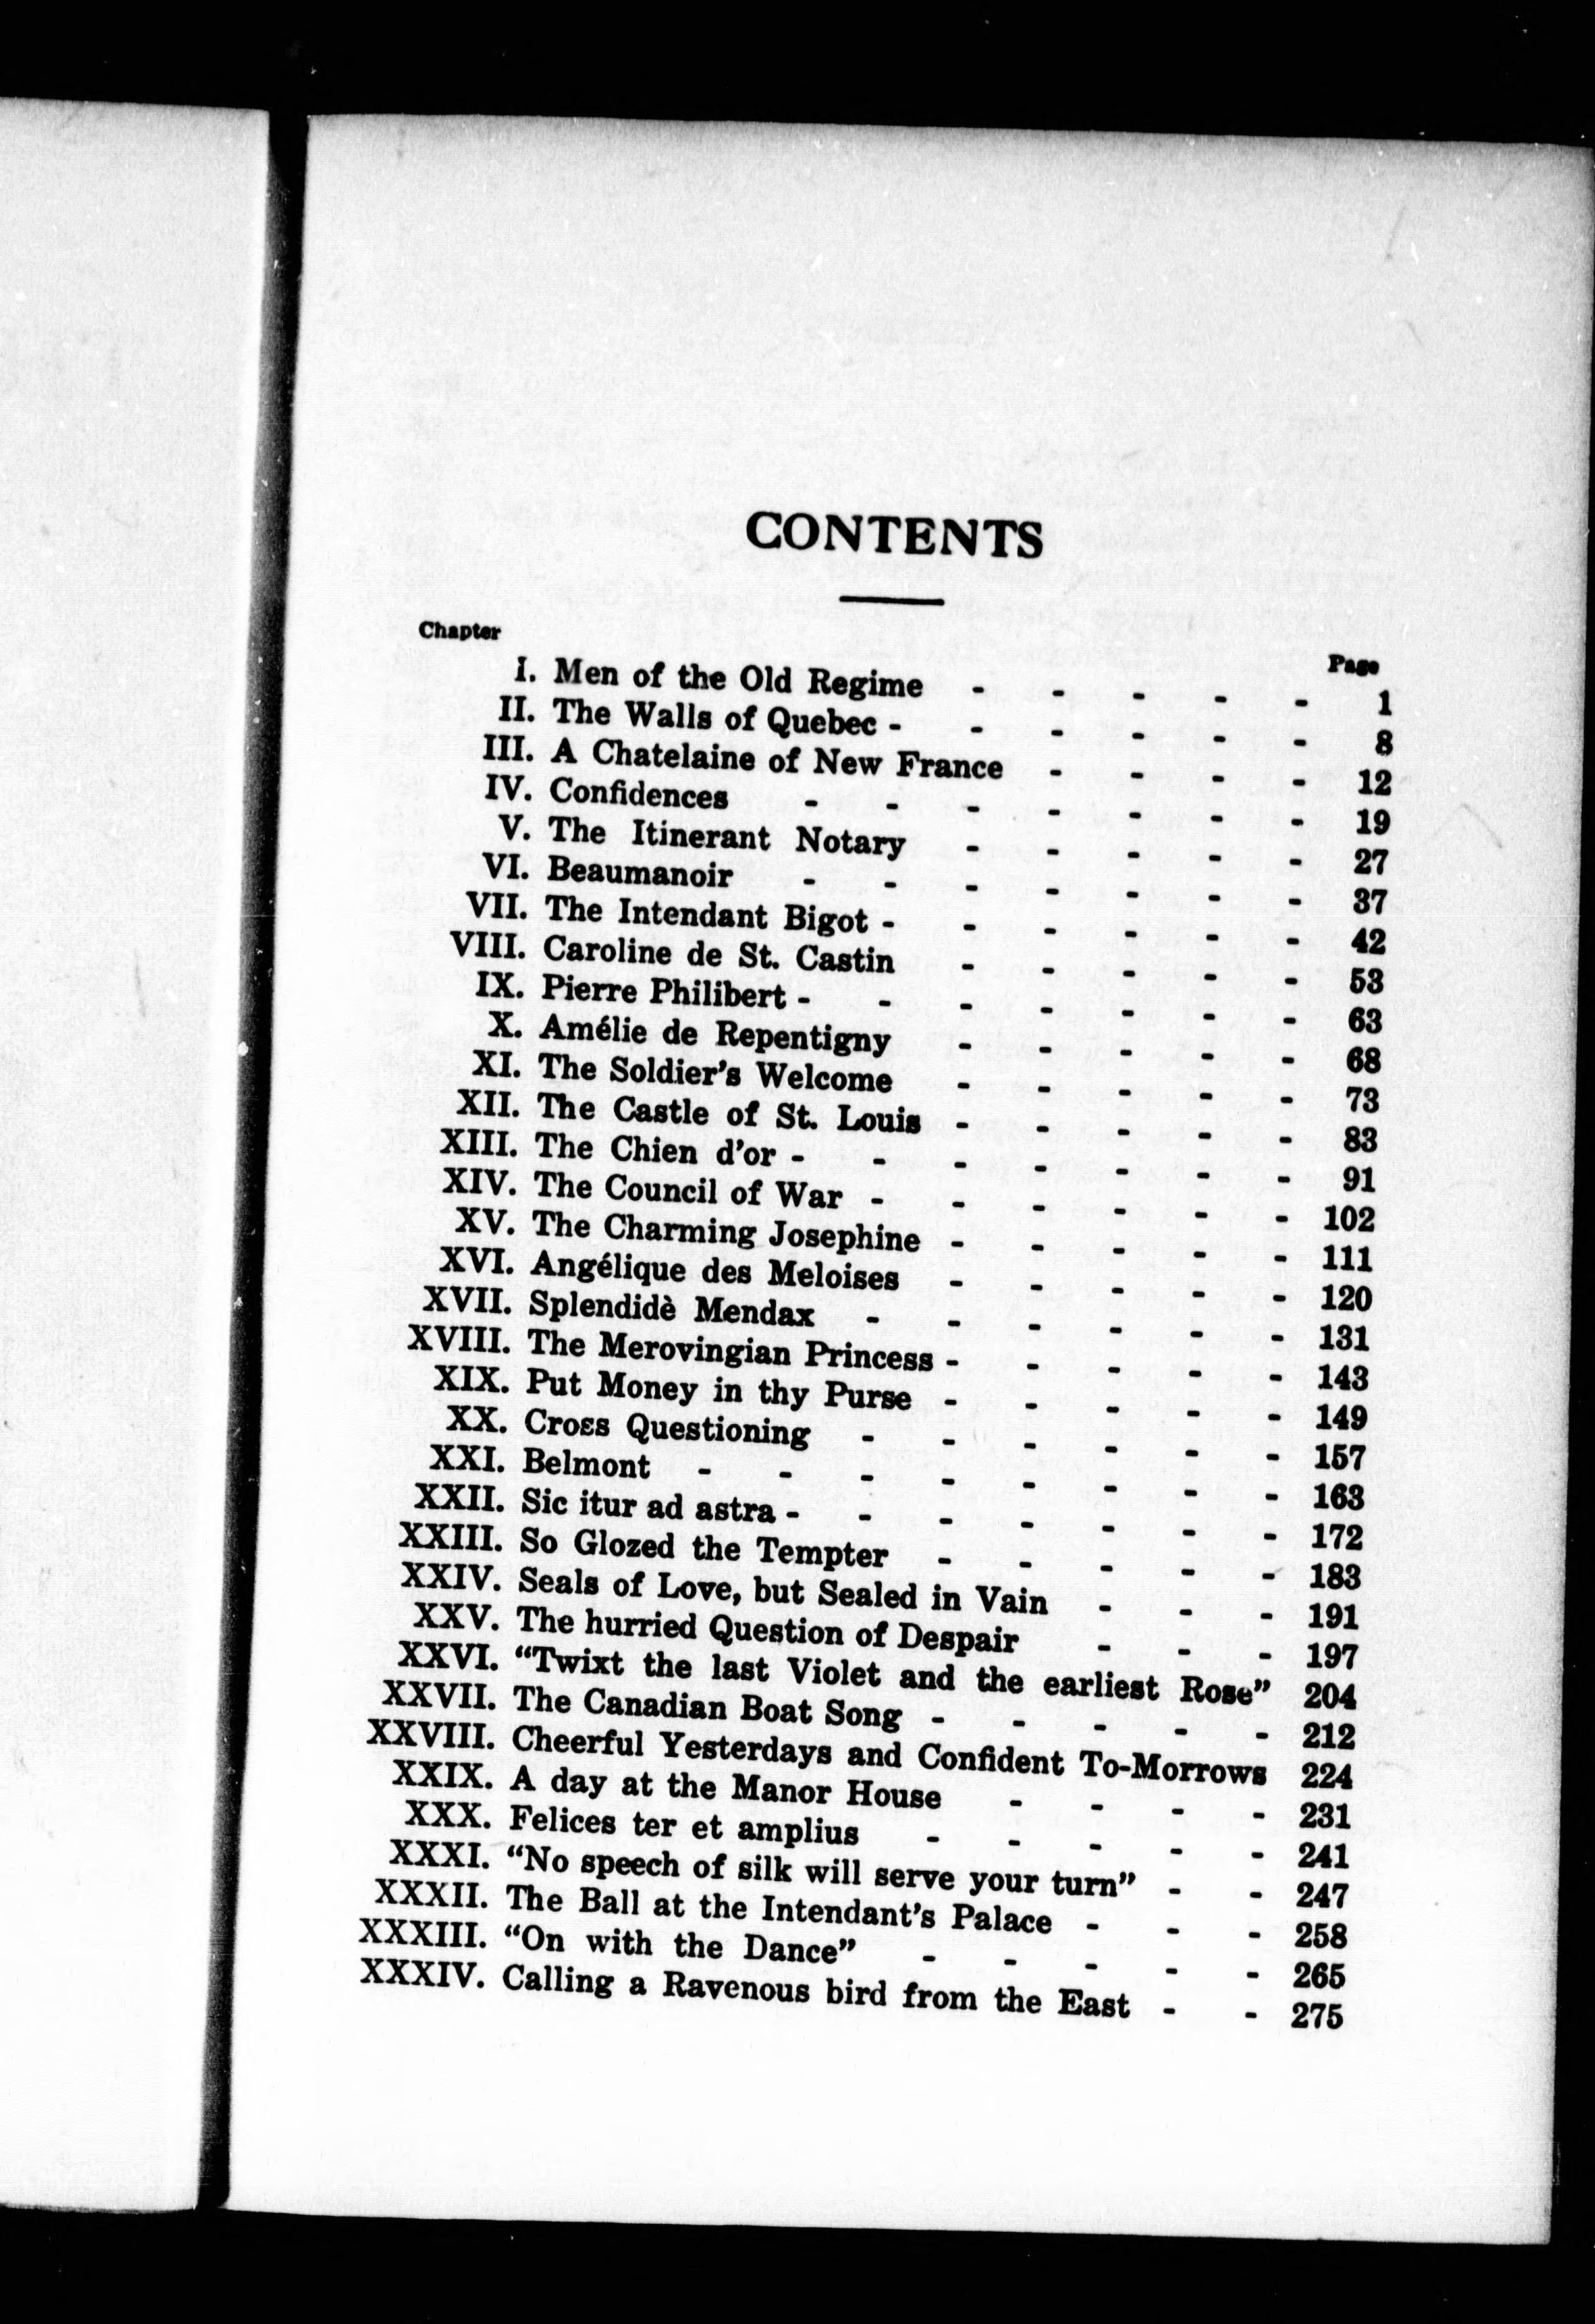 CONTENTS
Chapter Page
I. Men of the Old Regime - - - - - 1
II. The Walls of Quebec - - - - - - 8
III. A Chatelaine of New France - - - - 12
IV. Confidences - - - - - - - 19
V. The Itinerant Notary - - - - - 27
VI. Beaumanoir - - - - - - - 37
VII. The Intendant Bigot - - - - - - 42
VIII. Caroline de St. Castin - - - - - 53
IX. Pierre Philibert - - - - - - - 63
X. Amélie de Repentigny - - - - - 68
XI. The Soldier's Welcome - - - - - 73
XII. The Castle of St. Louis - - - - - 83
XIII. The Chien d'or - - - - - - - 91
XIV. The Council of War - - - - - - 102
XV. The Charming Josephine - - - - - 111
XVI. Angélique des Meloises - - - - - 120
XVII. Splendidè Mendax - - - - - - 131
XVIII. The Merovingian Princess - - - - - 143
XIX. Put Money in thy Purse - - - - - 149
XX. Cross Questioning - - - - - - 157
XXI. Belmont - - - - - - - - 163
XXII. Sic itur ad astra - - - - - - - 172
XXIII. So Glozed the Tempter - - - - - 183
XXIV. Seals of Love, but Sealed in Vain - - - 191
XXV. The hurried Question of Despair - - - 197
XXVI. “Twixt the last Violet and the earliest Rose” 204
XXVII. The Canadian Boat Song - - - - - 212
XXVIII. Cheerful Yesterdays and Confident To-Morrows 224
XXIX. A day at the Manor House - - - - 231
XXX. Felices ter et amplius - - - - - 241
XXXI. “No speech of silk will serve your turn” - - 247
XXXII. The Ball at the Intendant's Palace - - - 258
XXXIII. “On with the Dance” - - - - - 265
XXXIV. Calling a Ravenous bird from the East - - 275